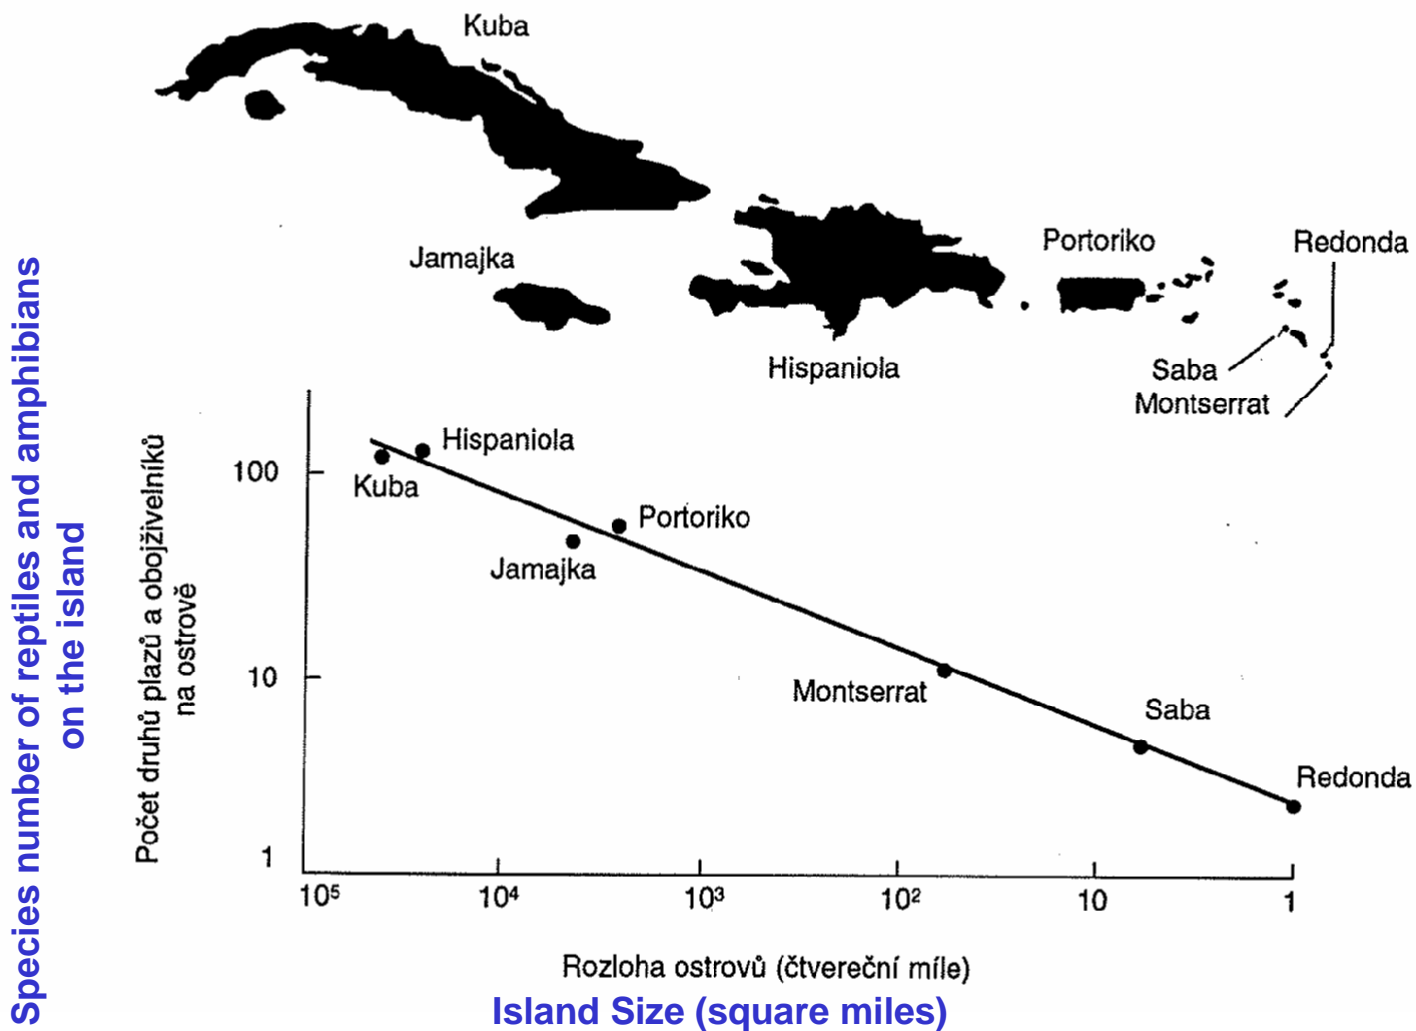 Kuba
Jamajka
Hispaniola
Portoriko
Redonda
Saba
Montserrat
Species number of reptiles and amphibians
on the island
Počet druhů plazů a obojživelníků
na ostrově
100
10
1
Hispaniola
Kuba
Portoriko
Jamajka
Montserrat
Saba
Redonda
10⁵ 10⁴ 10³ 10² 10 1
Rozloha ostrovů (čtvereční míle)
Island Size (square miles)